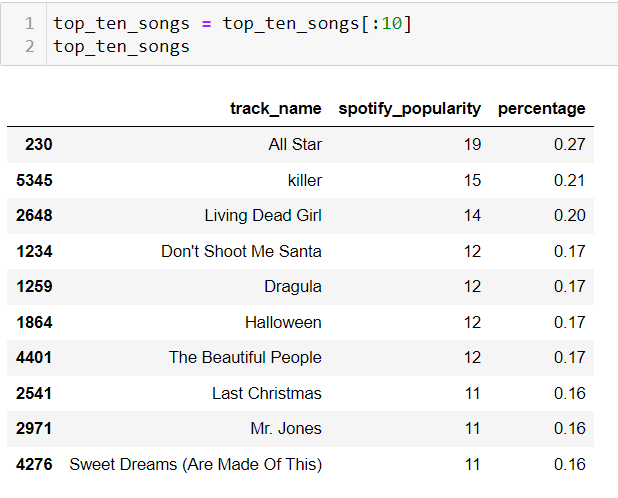 1 top_ten_songs = top_ten_songs[:10]
2 top_ten_songs
track_name spotify_popularity percentage
230 All Star 19 0.27
5345 killer 15 0.21
2648 Living Dead Girl 14 0.20
1234 Don't Shoot Me Santa 12 0.17
1259 Dragula 12 0.17
1864 Halloween 12 0.17
4401 The Beautiful People 12 0.17
2541 Last Christmas 11 0.16
2971 Mr. Jones 11 0.16
4276 Sweet Dreams (Are Made Of This) 11 0.16